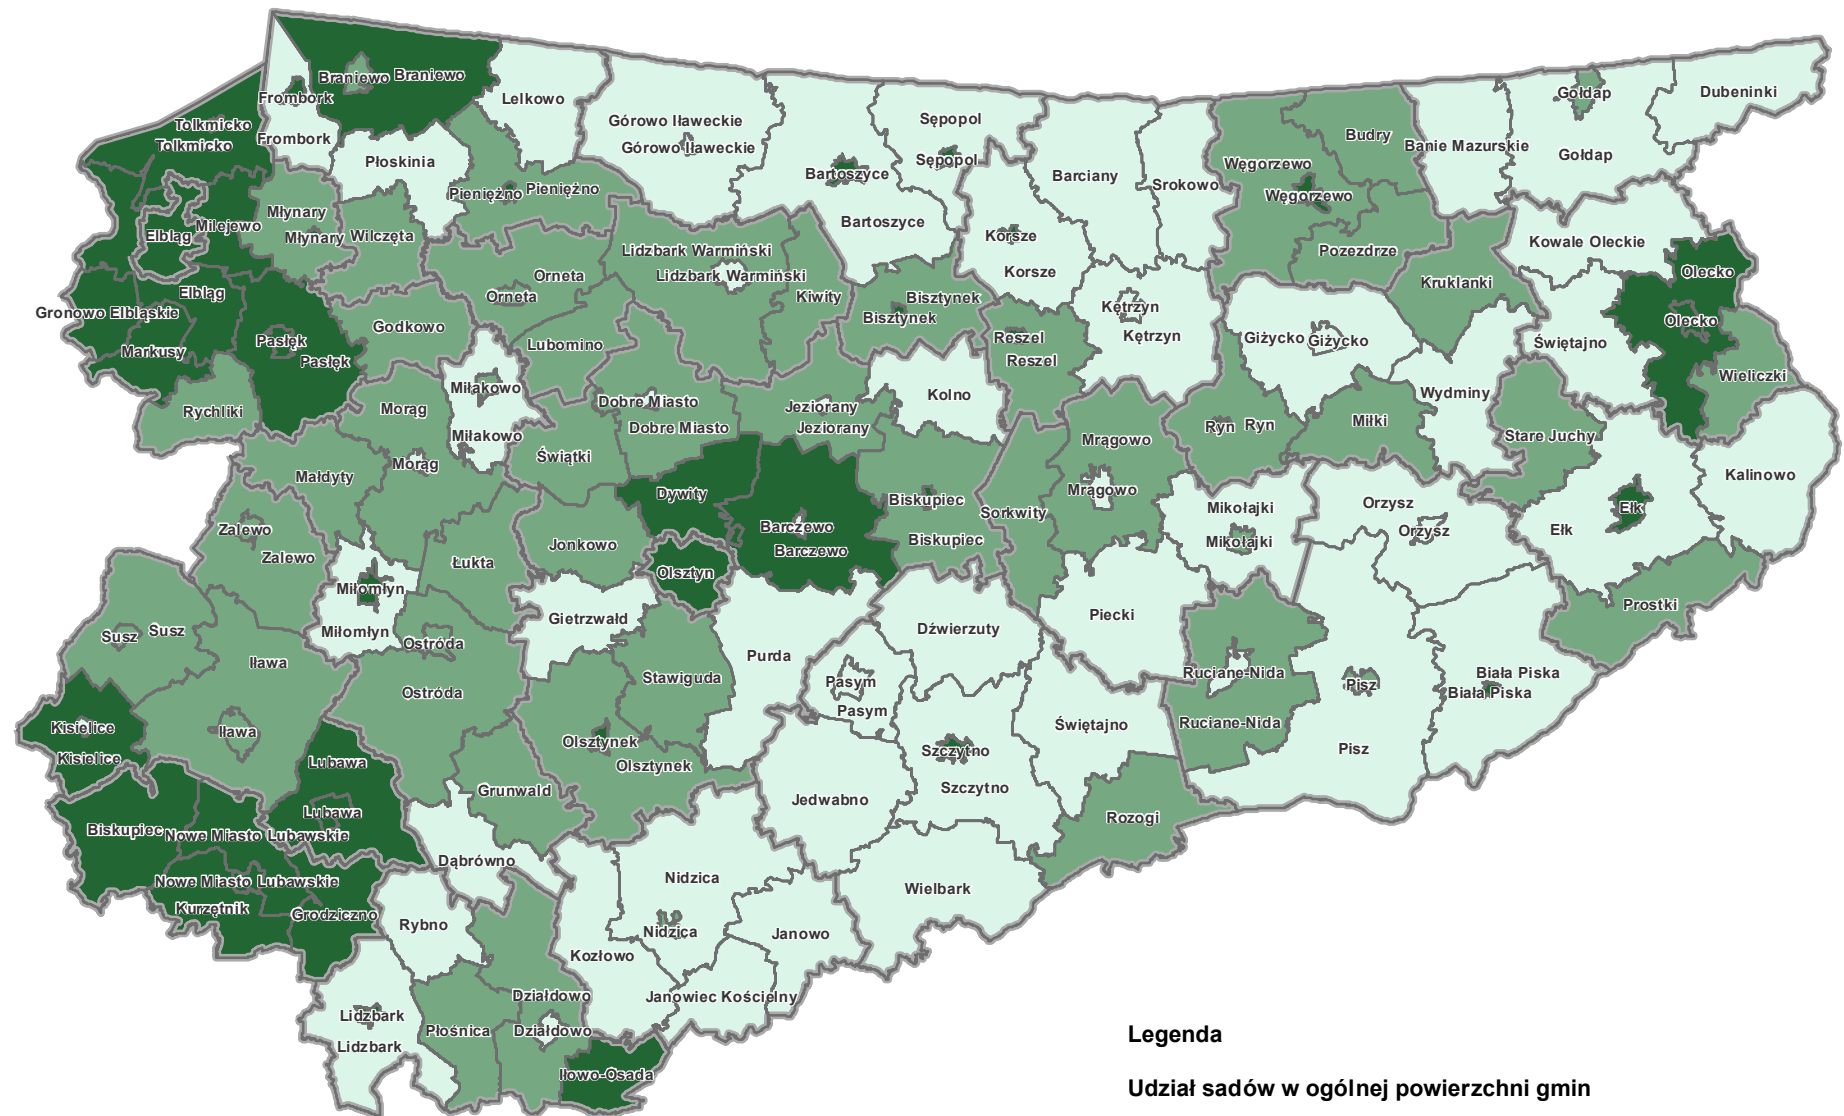 Braniewo
Braniewo
Frombork
Lelkowo
Gołdap
Dubeninki
Tolkmicko
Tolkmicko
Frombork
Górowo Iławeckie
Górowo Iławeckie
Sępopol
Sępopol
Budry
Banie Mazurskie
Gołdap
Płoskinia
Pieniężno
Pieniężno
Bartoszyce
Bartoszyce
Barciany
Srokowo
Węgorzewo
Węgorzewo
Młynary
Młynary
Milejewo
Elbląg
Wilczęta
Lidzbark Warmiński
Lidzbark Warmiński
Korsze
Korsze
Pozezdrze
Kowale Oleckie
Olecko
Orneta
Orneta
Kiwity
Bisztynek
Bisztynek
Kruklanki
Elbląg
Gronowo Elbląskie
Godkowo
Kętrzyn
Kętrzyn
Olecko
Markusy
Pasłęk
Pasłęk
Lubomino
Reszel
Reszel
Giżycko
Giżycko
Świętajno
Wieliczki
Rychliki
Morąg
Miłakowo
Miłakowo
Dobre Miasto
Dobre Miasto
Jeziorany
Jeziorany
Kolno
Wydminy
Mrągowo
Mrągowo
Ryn
Ryn
Miłki
Stare Juchy
Świątki
Małdyty
Morąg
Kalinowo
Dywity
Biskupiec
Biskupiec
Sorkwity
Mikołajki
Mikołajki
Orzysz
Orzysz
Ełk
Ełk
Zalewo
Zalewo
Jonkowo
Barczewo
Barczewo
Łukta
Olsztyn
Miłomłyn
Miłomłyn
Gietrzwałd
Prostki
Piecki
Susz
Susz
Ostróda
Dźwierzuty
Iława
Purda
Stawiguda
Ruciane-Nida
Biała Piska
Biała Piska
Ostróda
Pasym
Pasym
Pisz
Kisielice
Kisielice
Iława
Olsztynek
Olsztynek
Świętajno
Ruciane-Nida
Szczytno
Szczytno
Pisz
Lubawa
Lubawa
Grunwald
Jedwabno
Rozogi
Biskupiec
Nowe Miasto Lubawskie
Dąbrówno
Nowe Miasto Lubawskie
Nidzica
Wielbark
Kurzętnik
Grodziczno
Rybno
Nidzica
Janowo
Kozłowo
Działdowo
Janowiec Kościelny
Lidzbark
Lidzbark
Płośnica
Działdowo
Iłowo-Osada
Legenda
Udział sadów w ogólnej powierzchni gmin